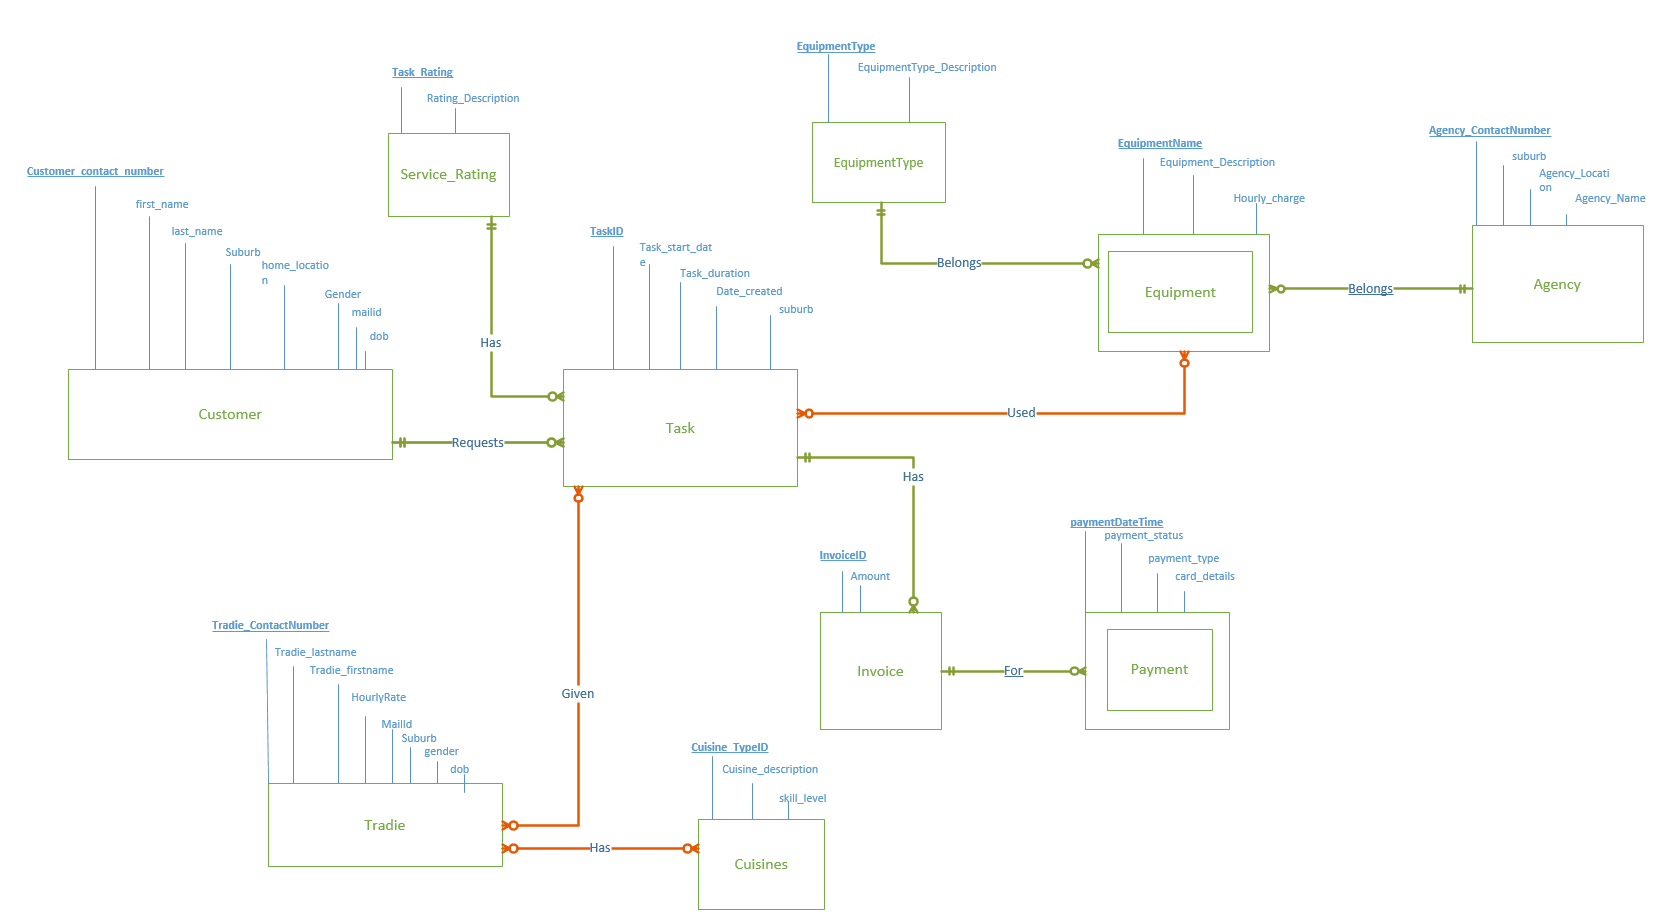 EquipmentType
EquipmentType_Description
Task_Rating
Rating_Description
Agency_ContactNumber
suburb
Agency_Locati
on
Agency_Name
EquipmentName
Equipment_Description
Hourly_charge
EquipmentType
Service_Rating
Customer_contact_number
first_name
last_name
Suburb
home_locatio
n
Gender
mailid
dob
TaskID
Task_start_dat
e
Task_duration
Date_created
suburb
Belongs
Equipment
Belongs
Agency
Has
Customer
Requests
Task
Used
Has
paymentDateTime
payment_status
payment_type
card_details
InvoiceID
Amount
Invoice
For
Payment
Tradie_ContactNumber
Tradie_lastname
Tradie_firstname
HourlyRate
MailId
Suburb
gender
dob
Given
Cuisine_TypeID
Cuisine_description
skill_level
Tradie
Has
Cuisines